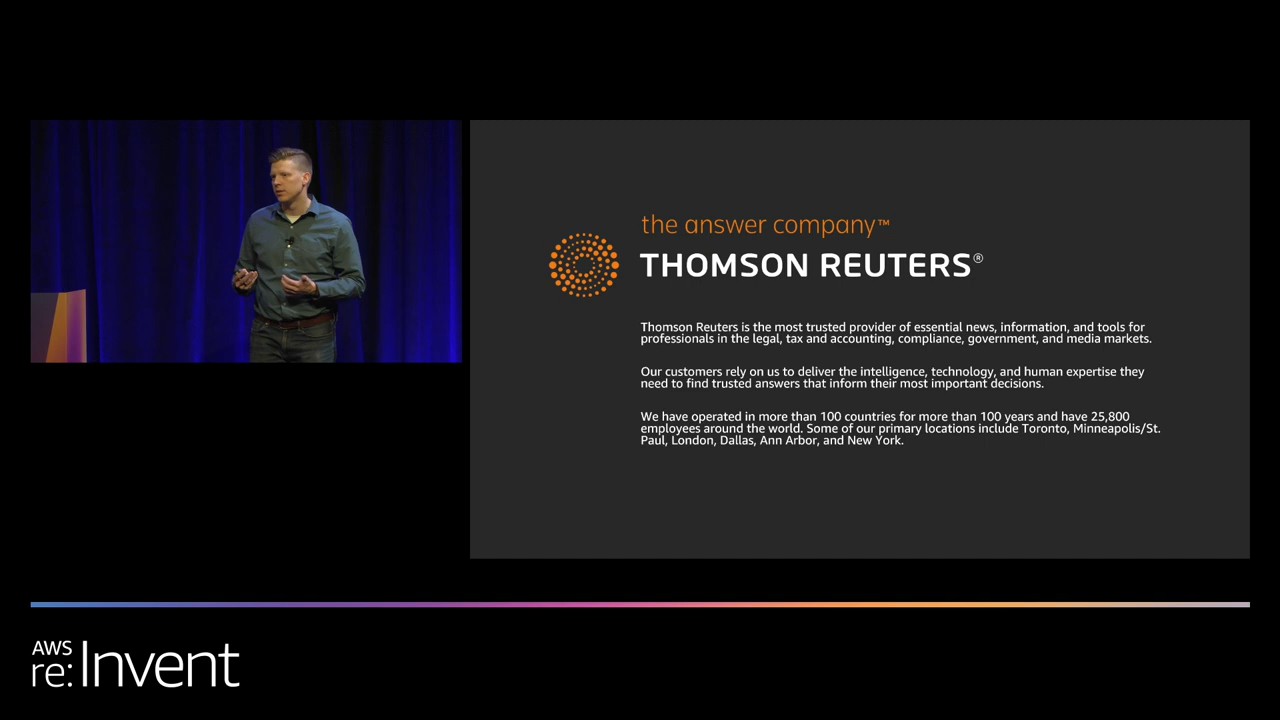 the answer company™
THOMSON REUTERS®
Thomson Reuters is the most trusted provider of essential news, information, and tools for
professionals in the legal, tax and accounting, compliance, government, and media markets.
Our customers rely on us to deliver the intelligence, technology, and human expertise they
need to find trusted answers that inform their most important decisions.
We have operated in more than 100 countries for more than 100 years and have 25,800
employees around the world. Some of our primary locations include Toronto, Minneapolis/St.
Paul, London, Dallas, Ann Arbor, and New York.
AWS
re:Invent